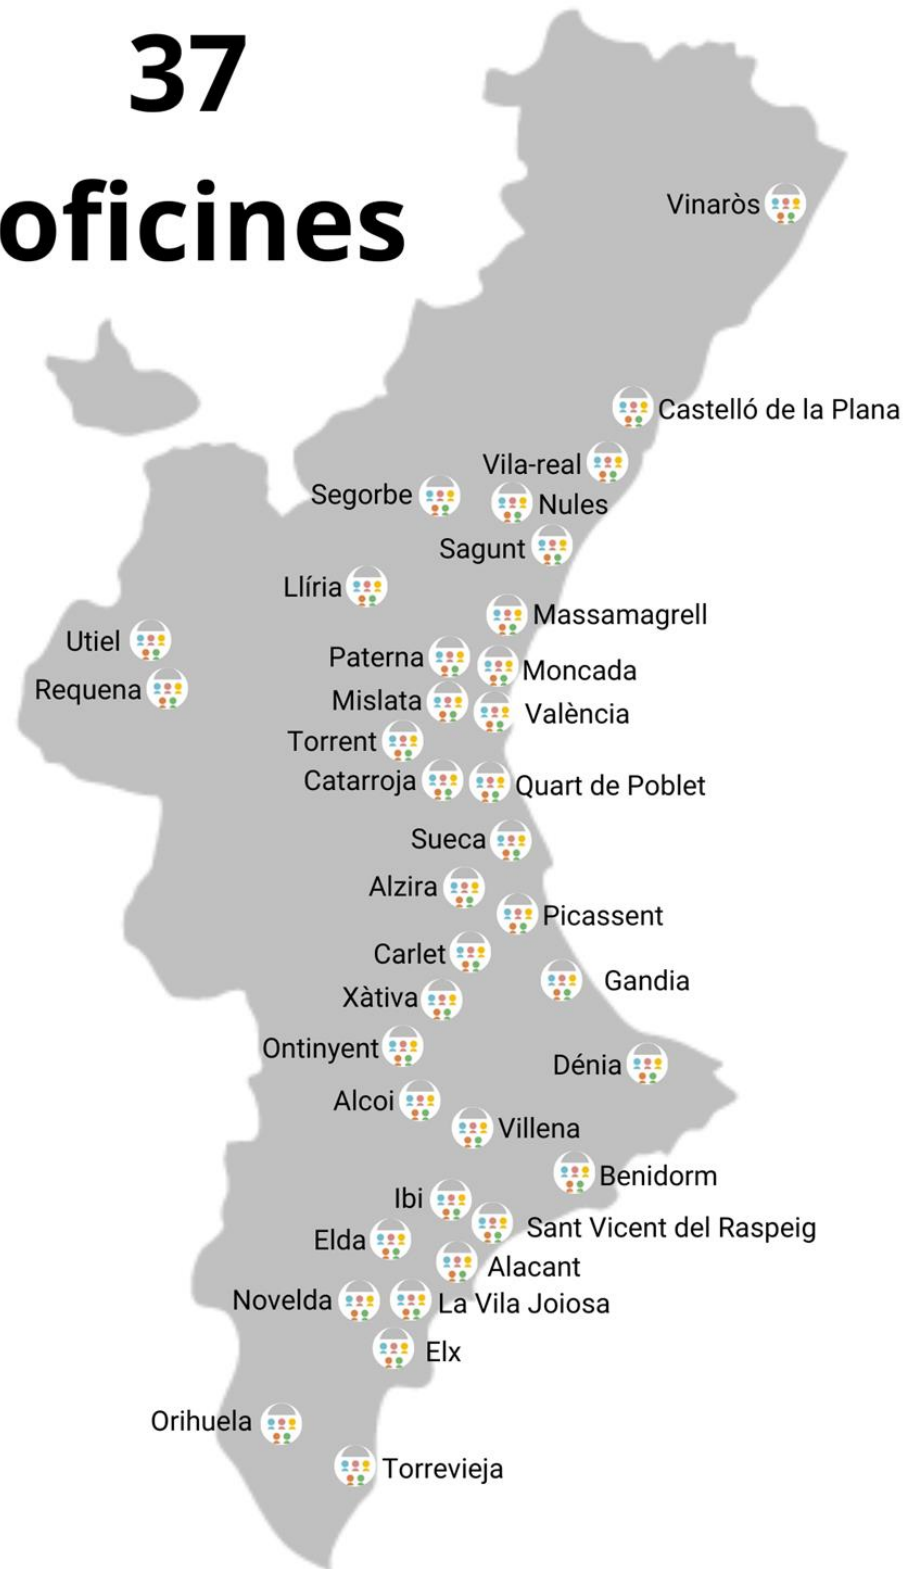 37
oficines
Vinaròs
Castelló de la Plana
Vila-real
Segorbe
Nules
Sagunt
Llíria
Massamagrell
Utiel
Paterna
Moncada
Requena
Mislata
València
Torrent
Catarroja
Quart de Poblet
Sueca
Alzira
Picassent
Carlet
Gandia
Xàtiva
Ontinyent
Dénia
Alcoi
Villena
Benidorm
Ibi
Sant Vicent del Raspeig
Elda
Alacant
Novelda
La Vila Joiosa
Elx
Orihuela
Torrevieja